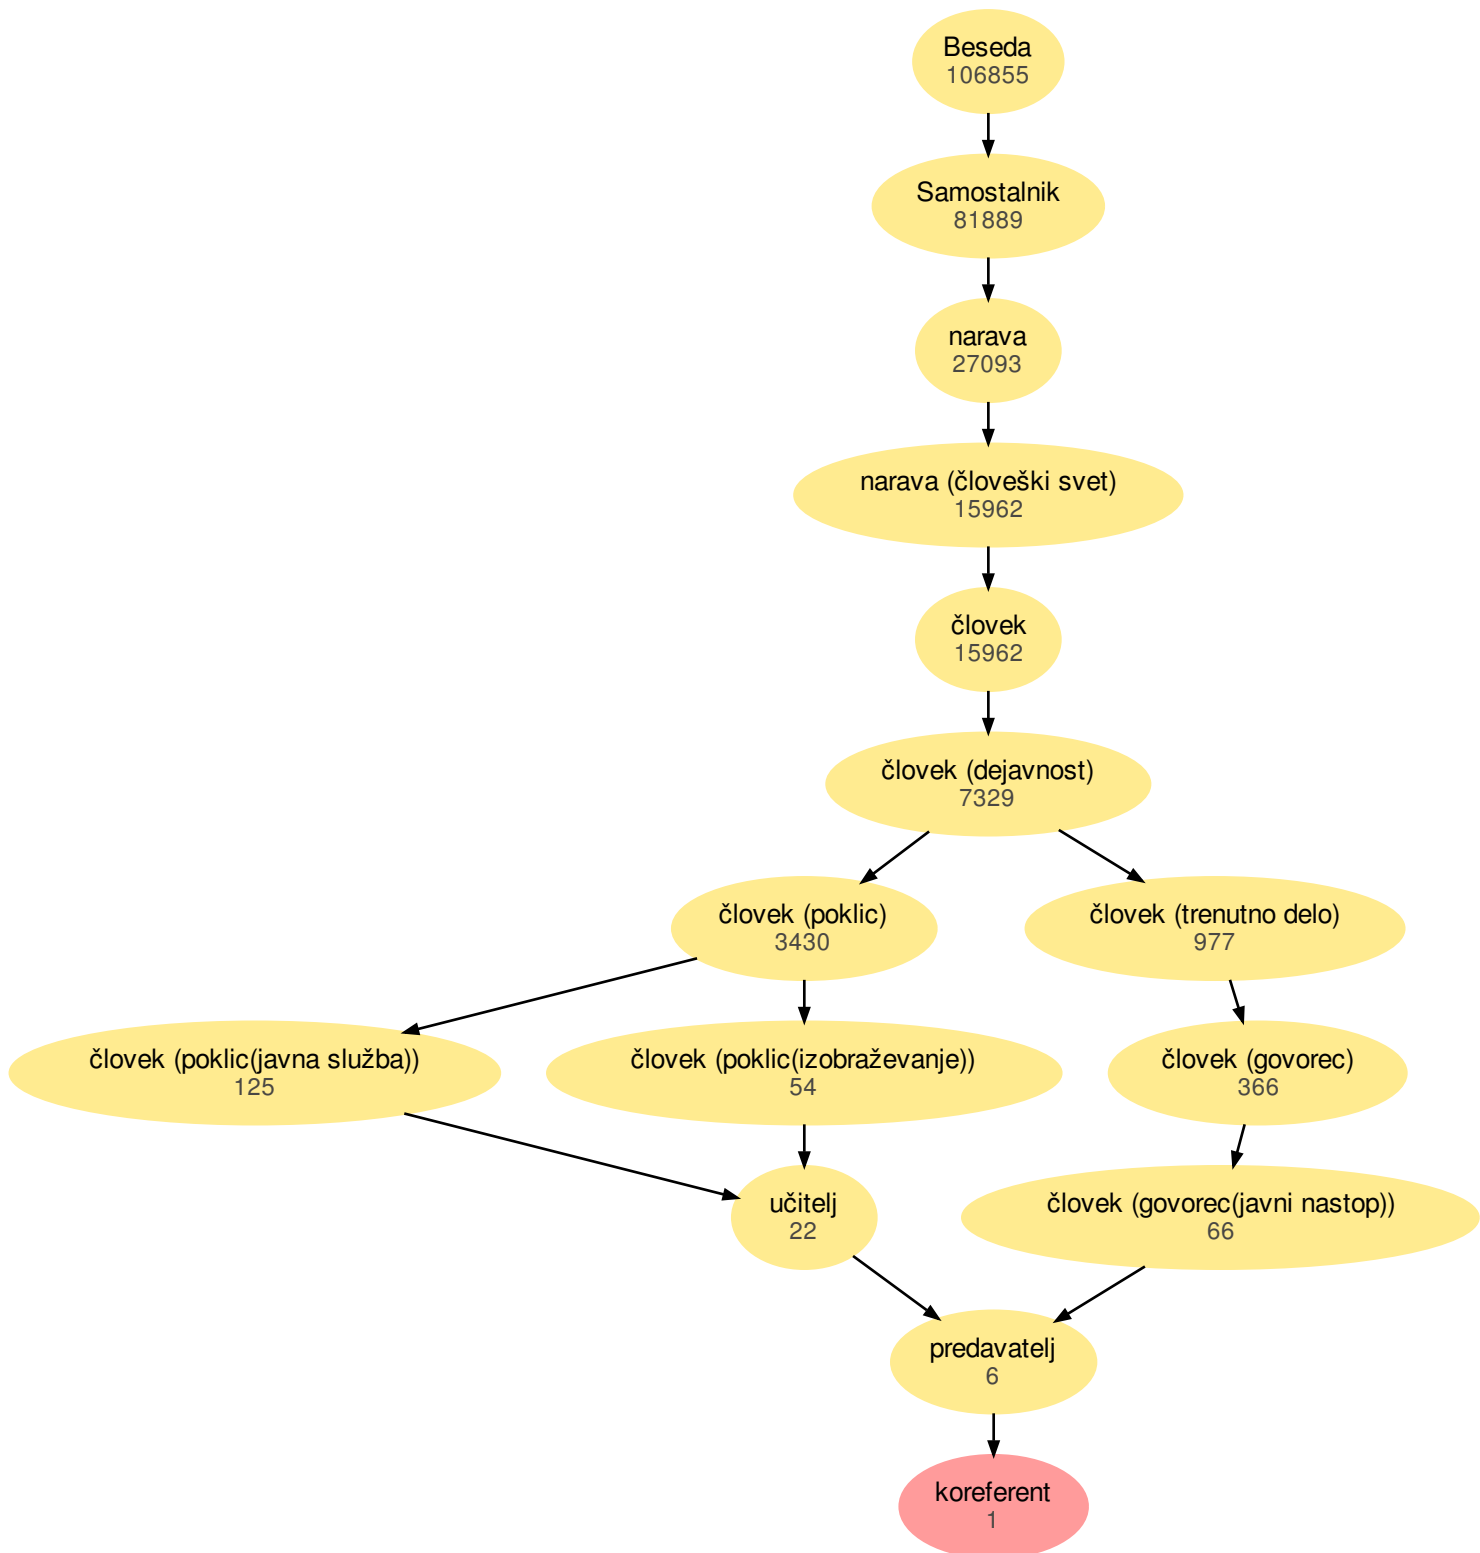 Beseda
106855
Samostalnik
81889
narava
27093
narava (človeški svet)
15962
človek
15962
človek (dejavnost)
7329
človek (poklic)
3430
človek (trenutno delo)
977
človek (poklic(javna služba))
125
človek (poklic(izobraževanje))
54
človek (govorec)
366
učitelj
22
človek (govorec(javni nastop))
66
predavatelj
6
koreferent
1